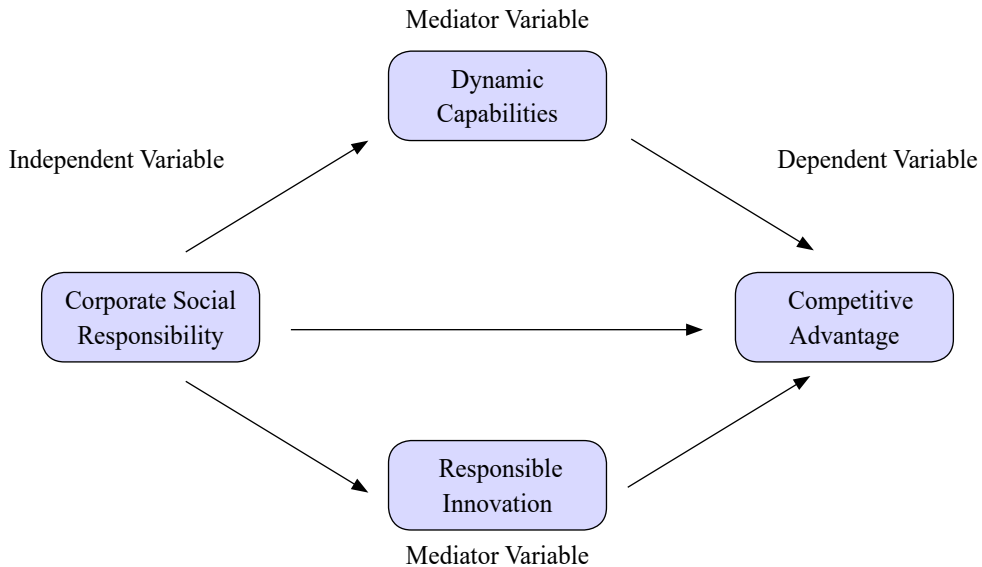 Mediator Variable
Dynamic
Capabilities
Independent Variable
Dependent Variable
Corporate Social
Responsibility
Competitive
Advantage
Responsible
Innovation
Mediator Variable